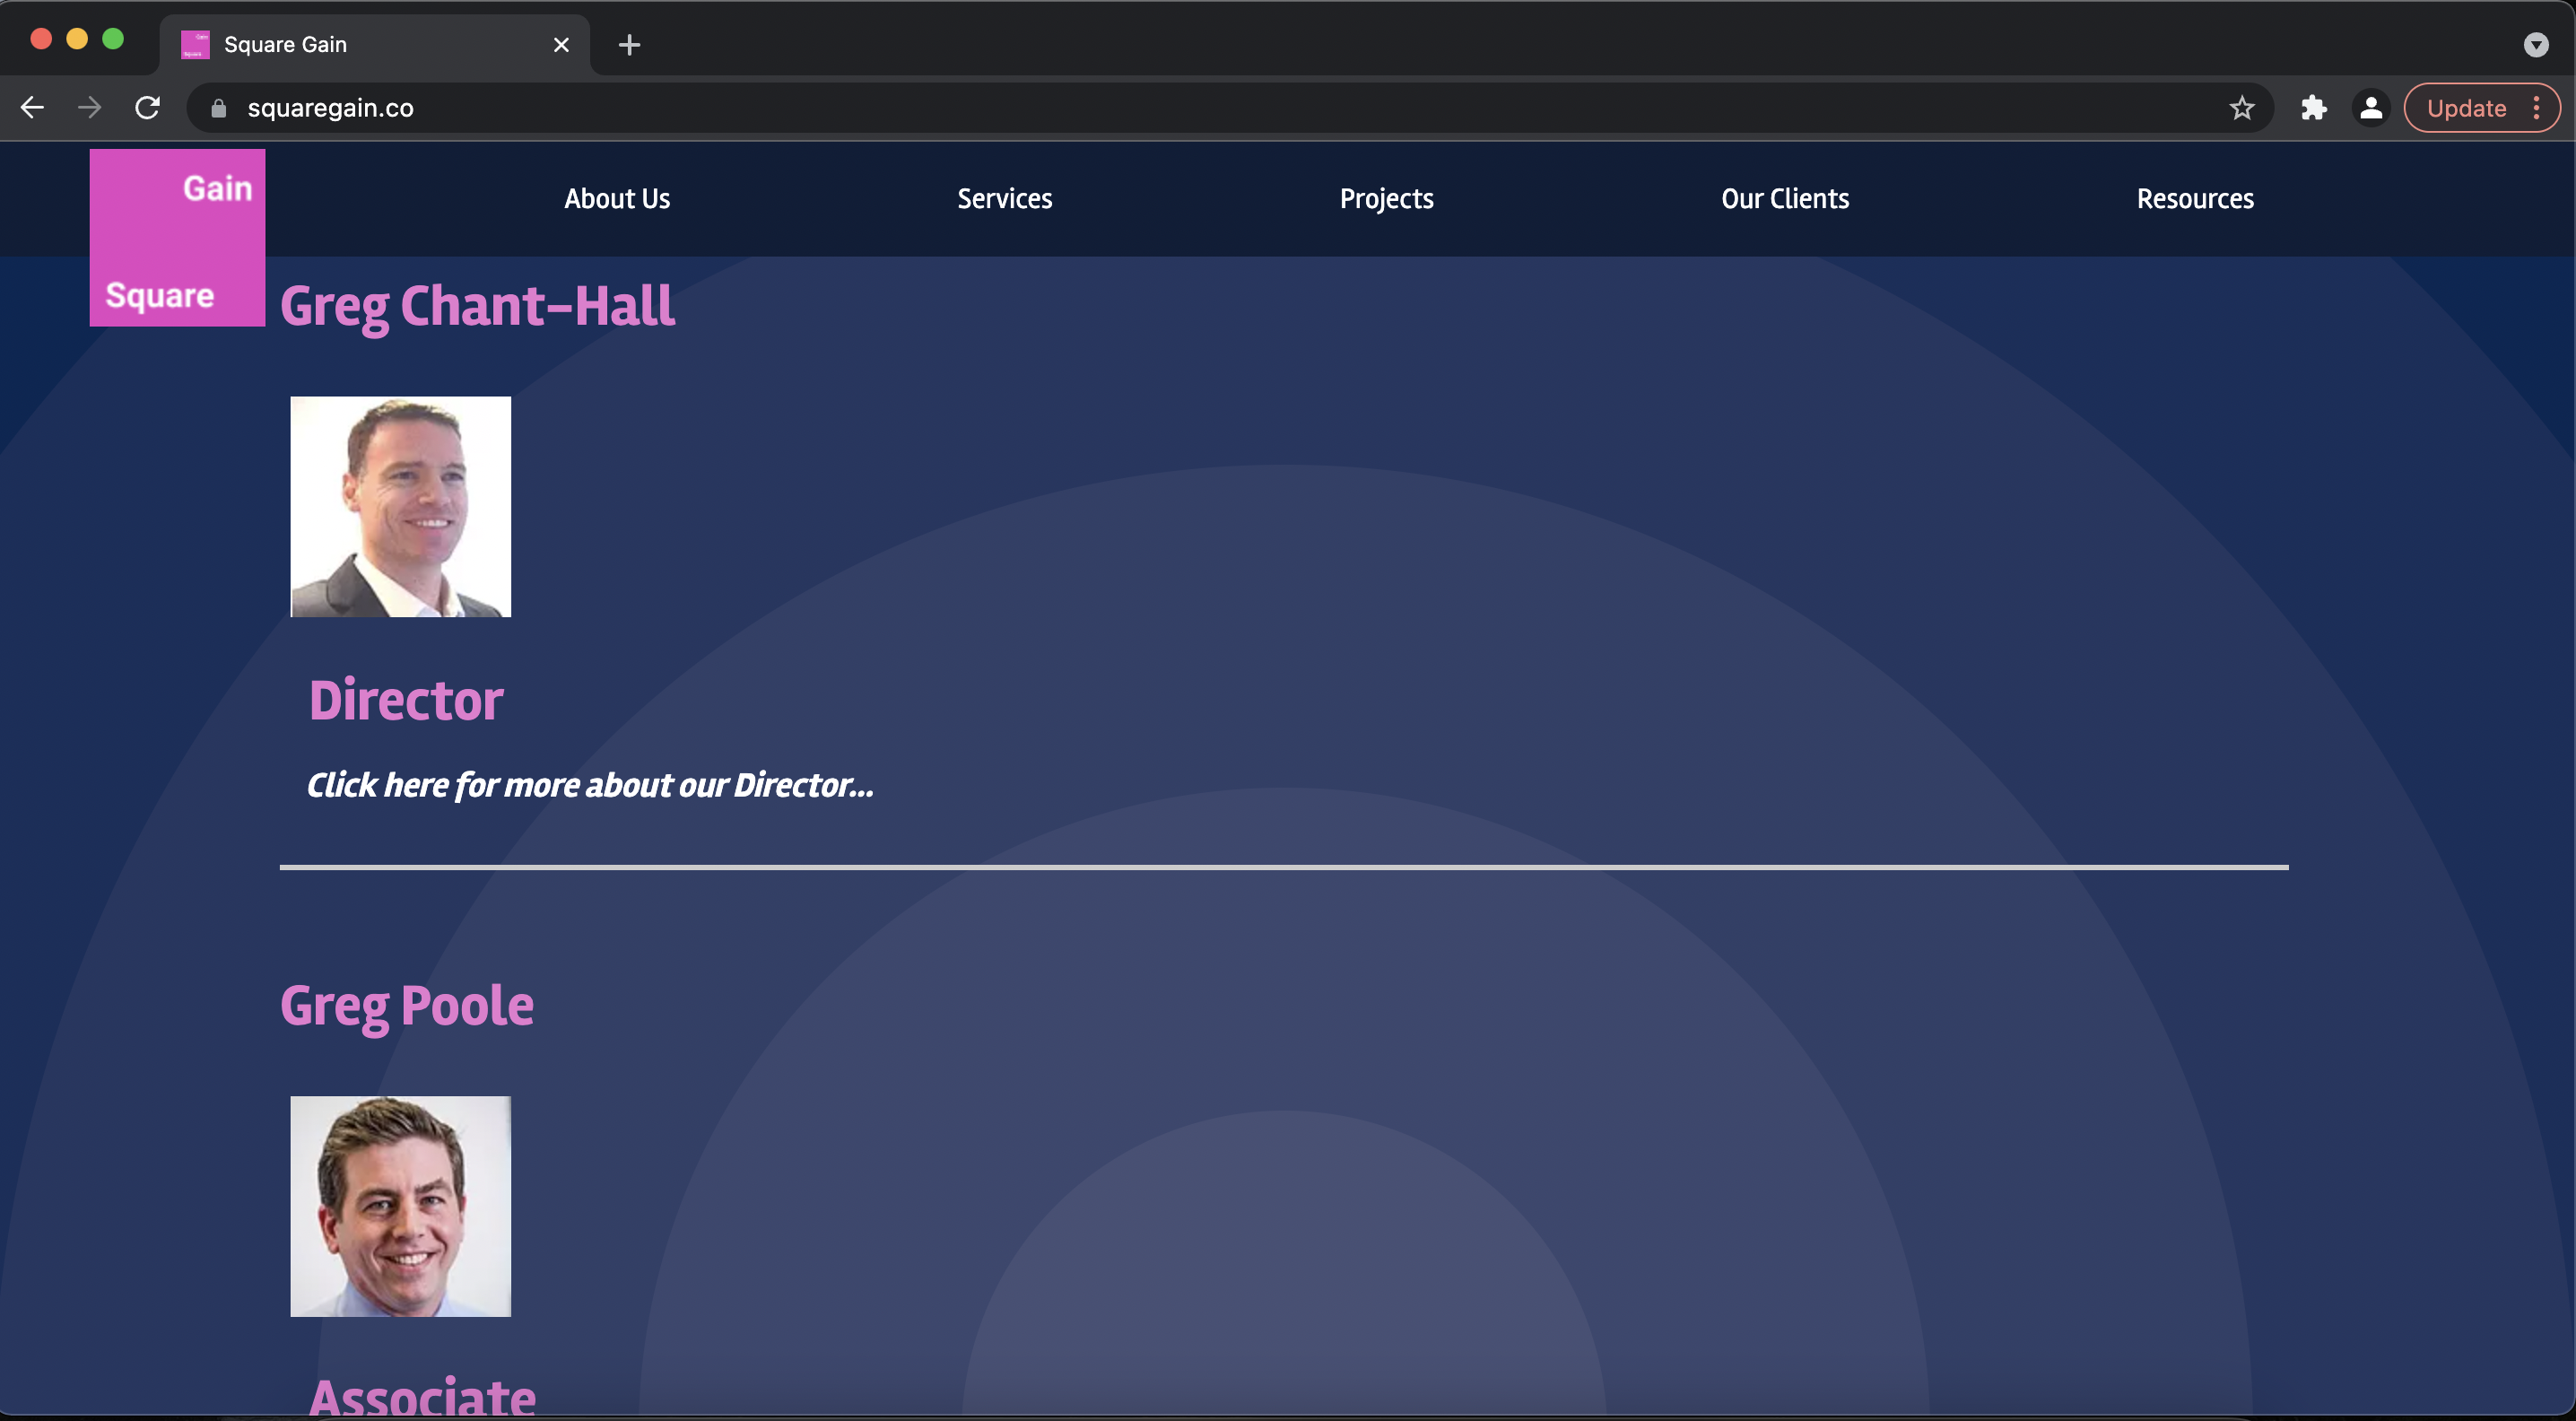 Square Gain
squaregain.co
Update
Gain
Square
About Us
Services
Projects
Our Clients
Resources
Greg Chant-Hall
Director
Click here for more about our Director...
Greg Poole
Associate